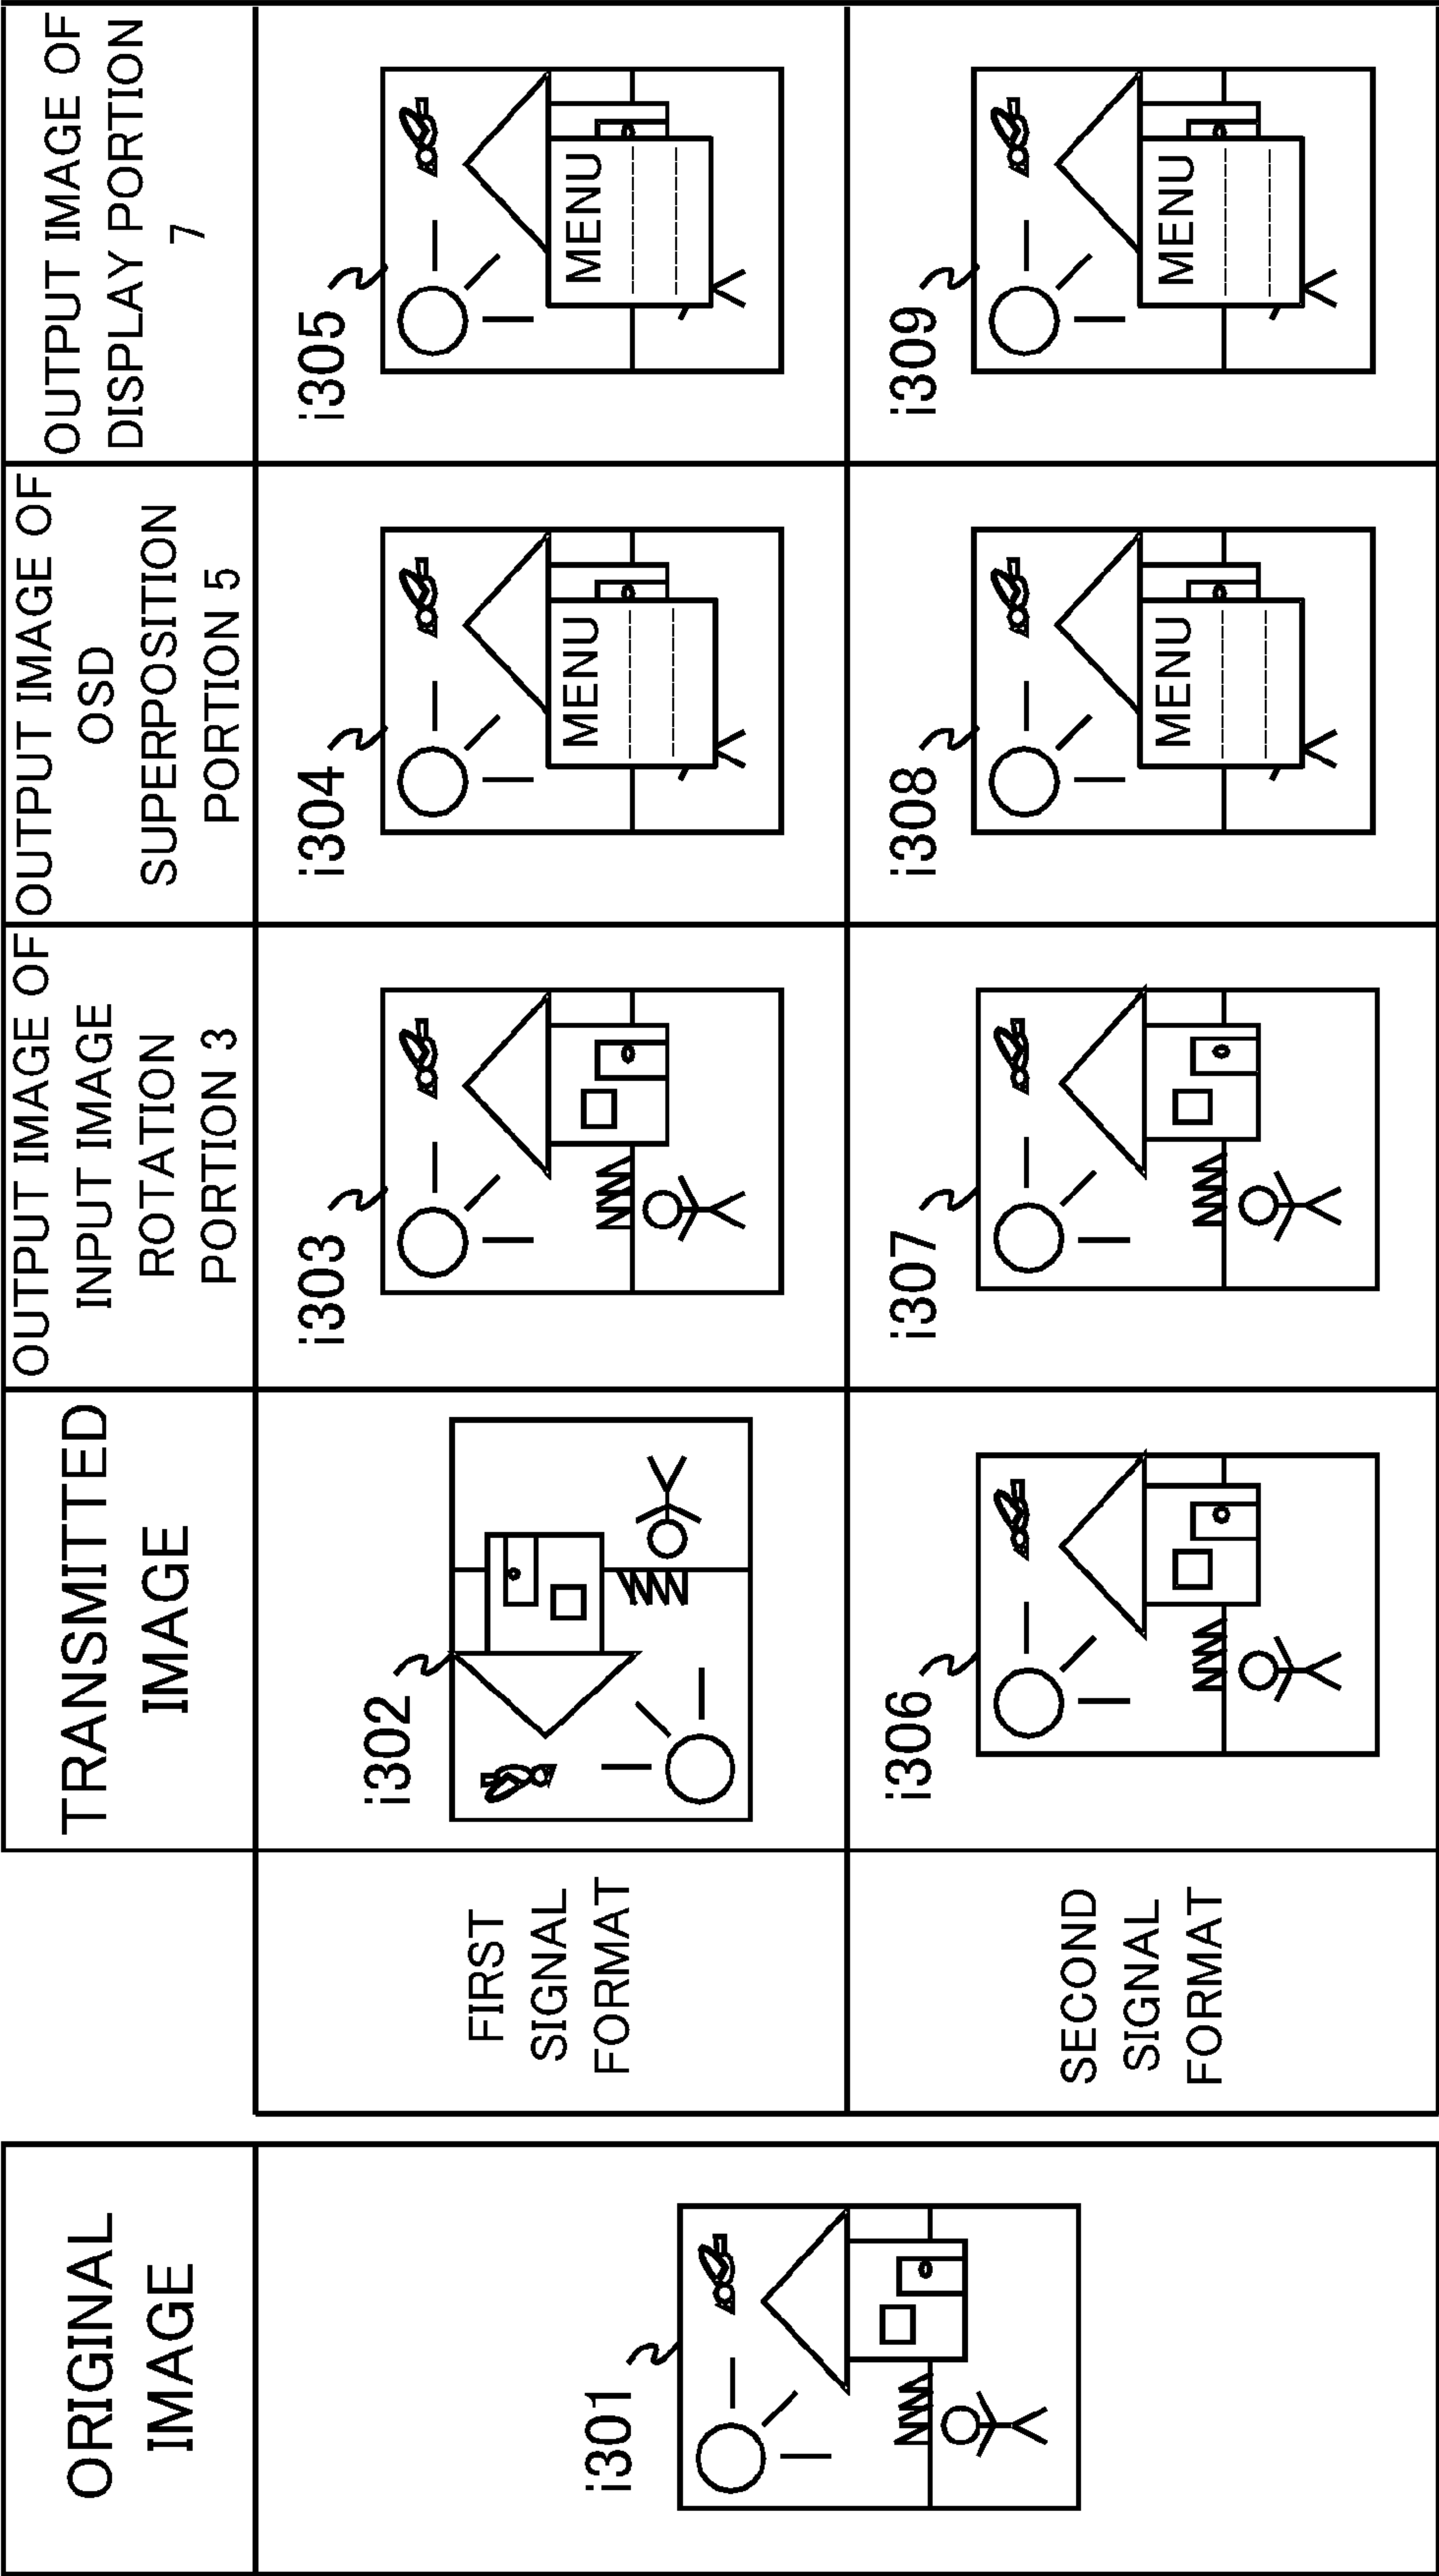 ORIGINAL
IMAGE
TRANSMITTED
IMAGE
OUTPUT IMAGE OF
INPUT IMAGE
ROTATION
PORTION 3
OUTPUT IMAGE OF
OSD
SUPERPOSITION
PORTION 5
OUTPUT IMAGE OF
DISPLAY PORTION
7
i301
FIRST
SIGNAL
FORMAT
i302
i303
i304
MENU
i305
MENU
SECOND
SIGNAL
FORMAT
i306
i307
i308
MENU
i309
MENU